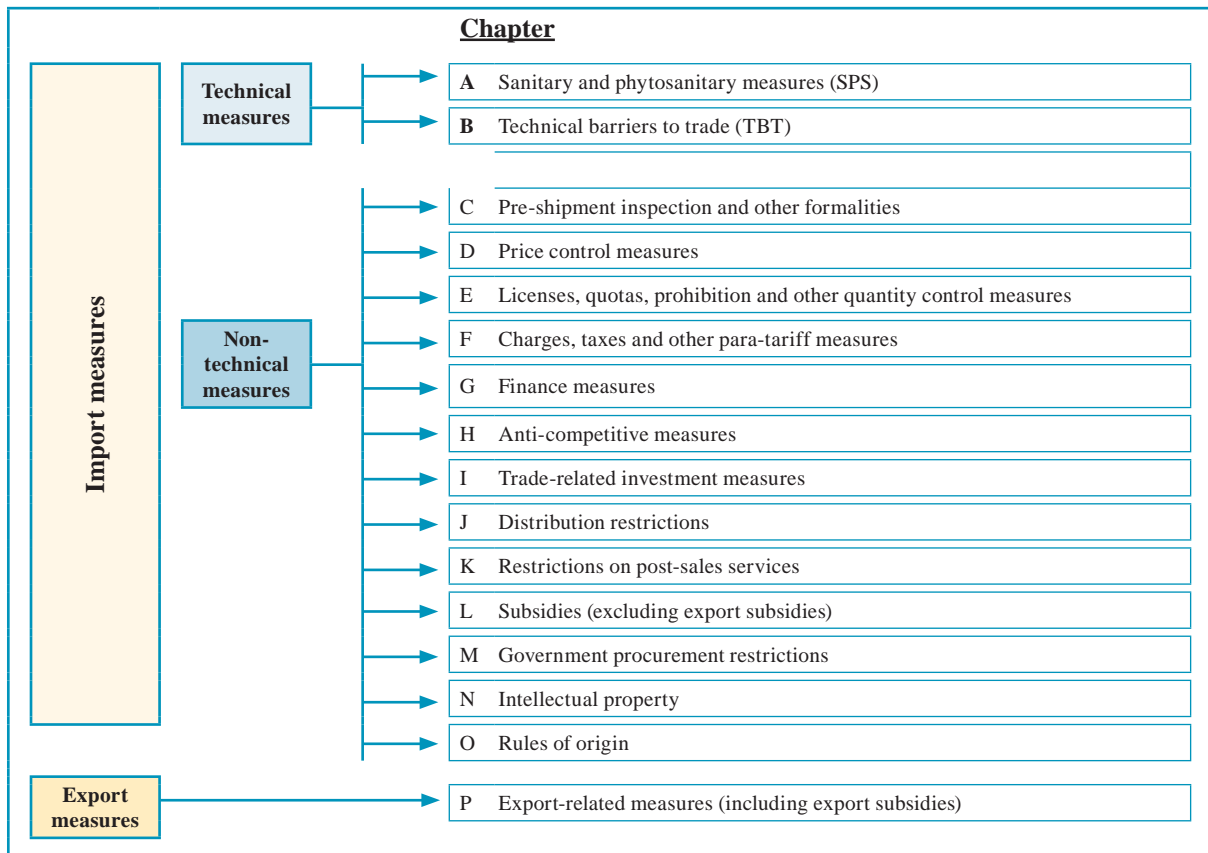 Chapter
Import measures
Technical
measures
A Sanitary and phytosanitary measures (SPS)
B Technical barriers to trade (TBT)
Non-
technical
measures
C Pre-shipment inspection and other formalities
D Price control measures
E Licenses, quotas, prohibition and other quantity control measures
F Charges, taxes and other para-tariff measures
G Finance measures
H Anti-competitive measures
I Trade-related investment measures
J Distribution restrictions
K Restrictions on post-sales services
L Subsidies (excluding export subsidies)
M Government procurement restrictions
N Intellectual property
O Rules of origin
Export
measures
P Export-related measures (including export subsidies)